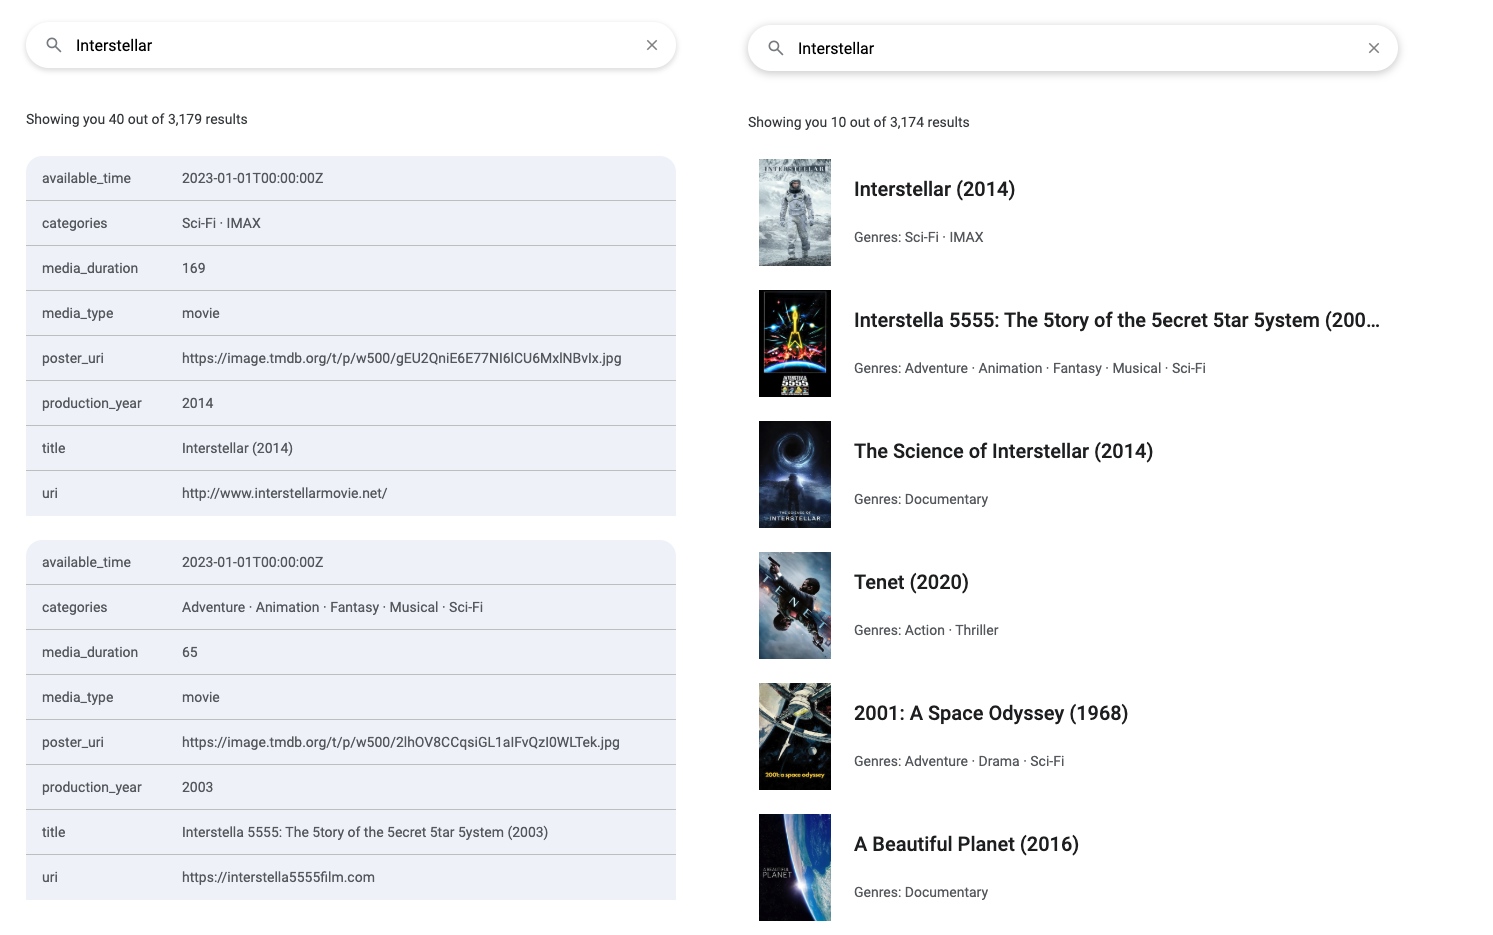 Interstellar
Showing you 40 out of 3,179 results
available_time 2023-01-01T00:00:00Z
categories Sci-Fi · IMAX
media_duration 169
media_type movie
poster_uri https://image.tmdb.org/t/p/w500/gEU2QniE6E77NI6lCU6MxlNBvIx.jpg
production_year 2014
title Interstellar (2014)
uri http://www.interstellarmovie.net/
available_time 2023-01-01T00:00:00Z
categories Adventure · Animation · Fantasy · Musical · Sci-Fi
media_duration 65
media_type movie
poster_uri https://image.tmdb.org/t/p/w500/2lhOV8CCqsiGL1aIFvQzI0WLTek.jpg
production_year 2003
title Interstella 5555: The 5tory of the 5ecret 5tar 5ystem (2003)
uri https://interstella5555film.com
Interstellar
Showing you 10 out of 3,174 results
INTERSTELLAR
Interstellar (2014)
Genres: Sci-Fi · IMAX
5555
Interstella 5555: The 5tory of the 5ecret 5tar 5ystem (200...
Genres: Adventure · Animation · Fantasy · Musical · Sci-Fi
THE SCIENCE OF
INTERSTELLAR
The Science of Interstellar (2014)
Genres: Documentary
TENET
Tenet (2020)
Genres: Action · Thriller
2001: a space odyssey
2001: A Space Odyssey (1968)
Genres: Adventure · Drama · Sci-Fi
A BEAUTIFUL
PLANET
A Beautiful Planet (2016)
Genres: Documentary